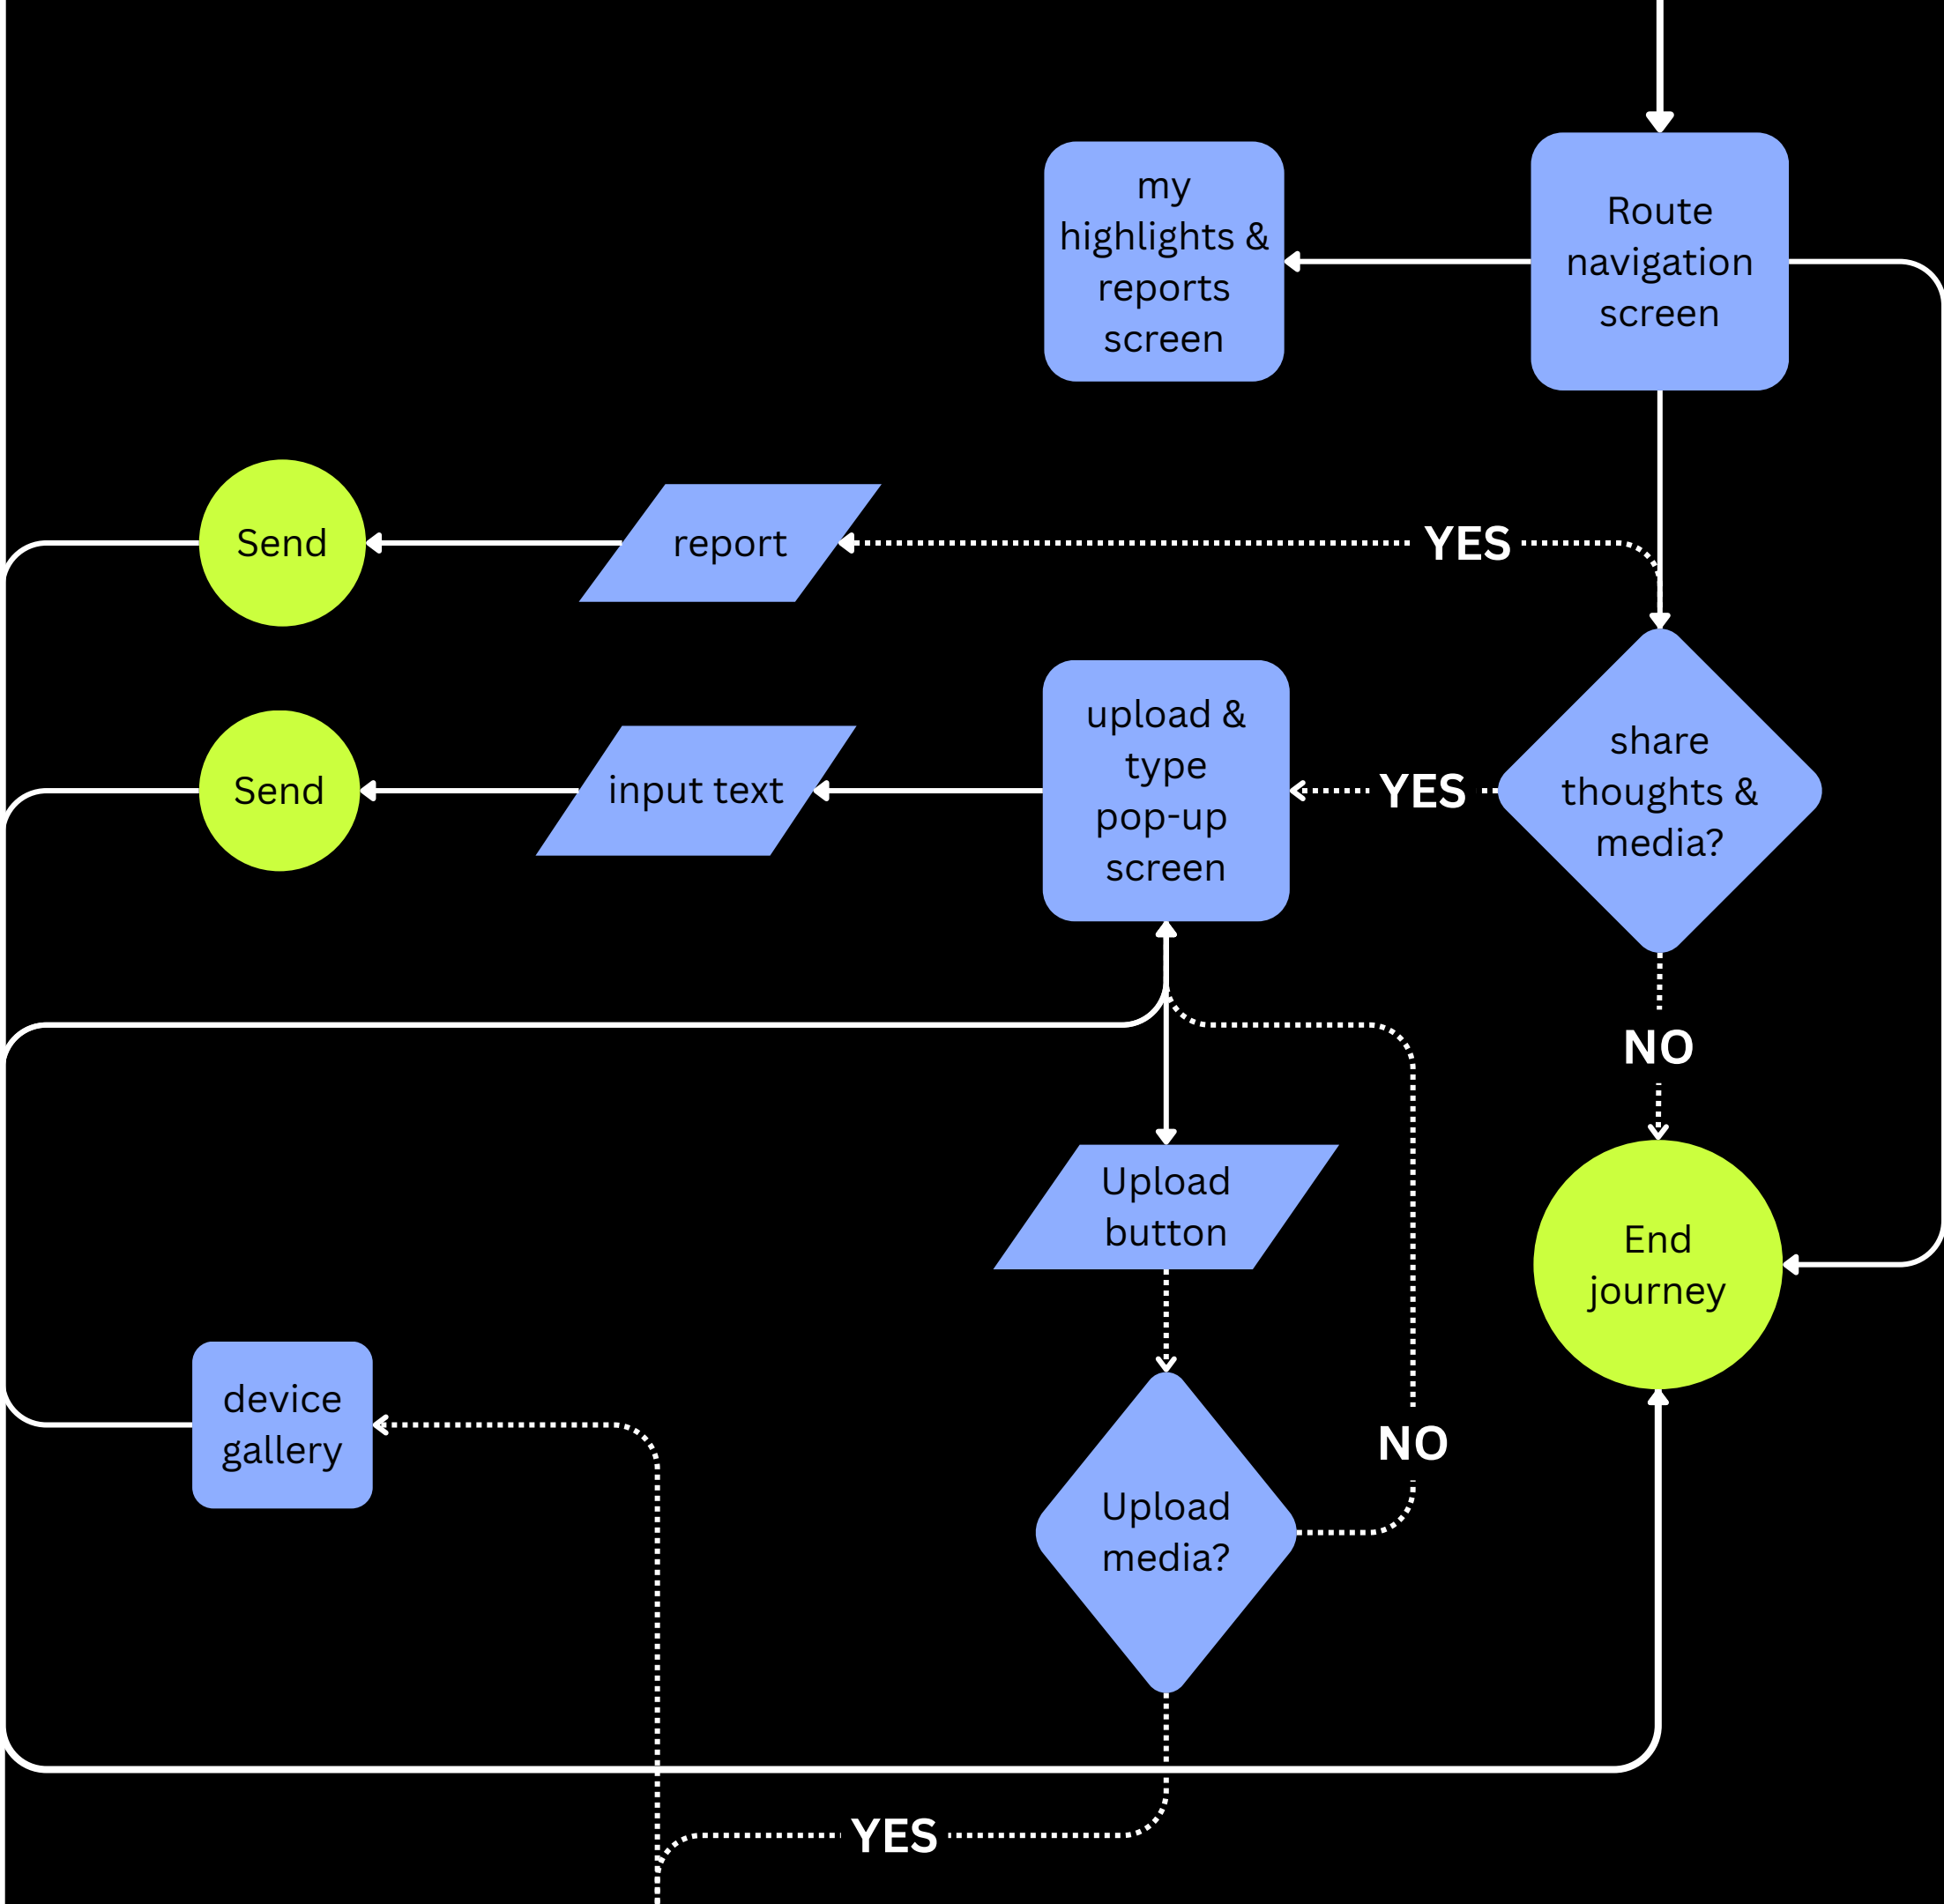 my
highlights &
reports
screen
Route
navigation
screen
Send
report
YES
Send
input text
upload &
type
pop-up
screen
YES
share
thoughts &
media?
NO
Upload
button
End
journey
device
gallery
NO
Upload
media?
YES